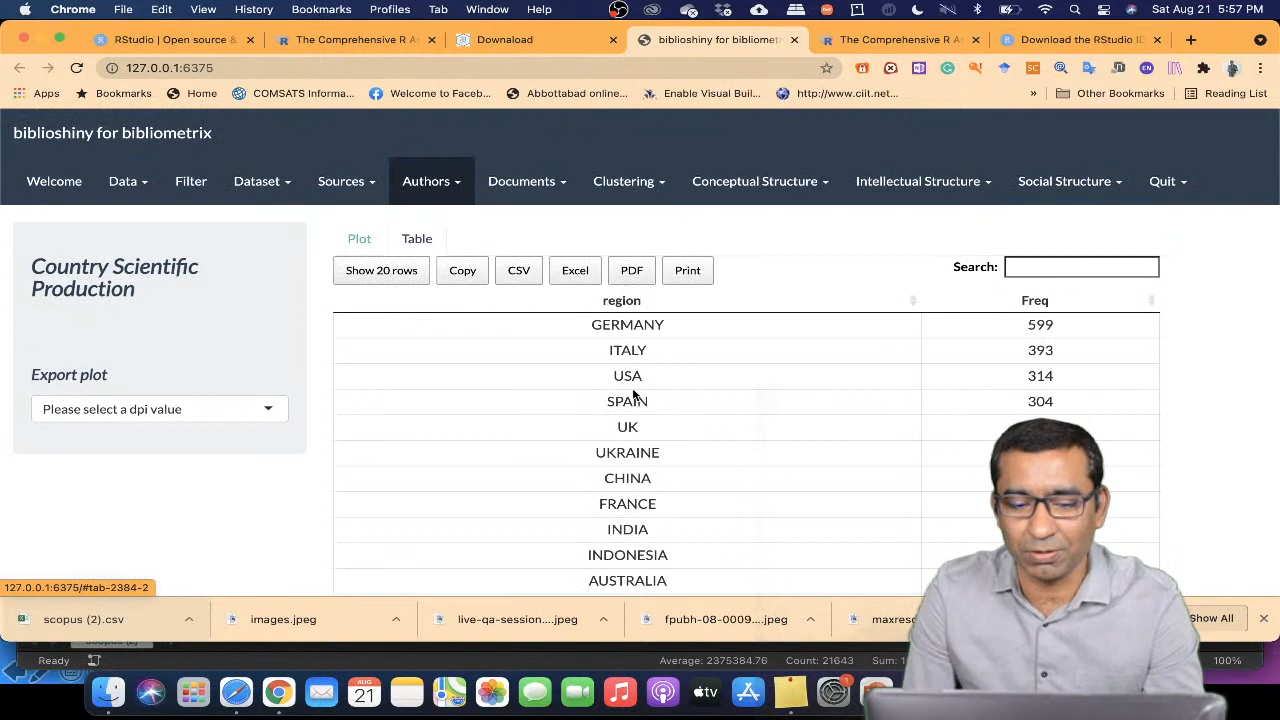 Chrome File Edit View History Bookmarks Profiles Tab Window Help Sat Aug 21 5:57 PM
RStudio | Open source & The Comprehensive R A Downaload biblioshiny for bibliomet The Comprehensive R A Download the RStudio ID
127.0.0.1:6375
Apps Bookmarks Home COMSATS Informa... Welcome to Faceb... Abbottabad online... Enable Visual Buil... http://www.ciit.net... » Other Bookmarks Reading List
biblioshiny for bibliometrix
Welcome Data Filter Dataset Sources Authors Documents Clustering Conceptual Structure Intellectual Structure Social Structure Quit
Plot Table
Country Scientific
Production
Show 20 rows Copy CSV Excel PDF Print Search:
region Freq
GERMANY 599
ITALY 393
USA 314
SPAIN 304
UK
UKRAINE
CHINA
FRANCE
INDIA
INDONESIA
AUSTRALIA
Export plot
Please select a dpi value
127.0.0.1:6375/#tab-2384-2
scopus (2).csv images.jpeg live-qa-session....jpeg fpubh-08-0009....jpeg maxres Show All
Ready Average: 2375384.76 Count: 21643 Sum: 100%
AUG
21
tv